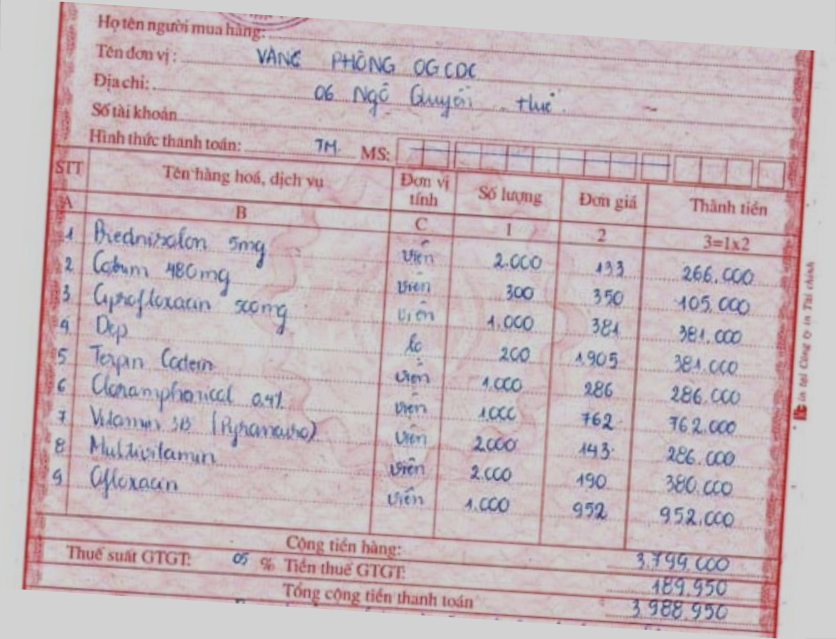 Họ tên người mua hàng:
Tên đơn vị: VĂNG PHÒNG OGCDC
Địa chỉ: 06 Ngô Quyền Huế
Số tài khoản
Hình thức thanh toán: TM MS:
STT Tên hàng hoá, dịch vụ Đơn vị tính Số lượng Đơn giá Thành tiền
A B C 1 2 3=1x2
1 Prednisolon 5mg viên 2.000 133 266.000
2 Cotrim 480mg viên 300 350 105.000
3 Ciprofloxacin 500mg viên 1.000 381 381.000
4 Dep lọ 200 1.905 381.000
5 Terpin Codein viên 1.000 286 286.000
6 Cloramphenical 0,4% viên 1.000 762 762.000
7 Vitamin 3B viên 2000 143 286.000
8 Multivitamin viên 2.000 190 380.000
9 Ofloxacin viên 1.000 952 952.000
Cộng tiền hàng: 3.799.000
Thuế suất GTGT: 05 % Tiền thuế GTGT: 189.950
Tổng cộng tiền thanh toán 3.988.950
in tại Công ty in Tài chính